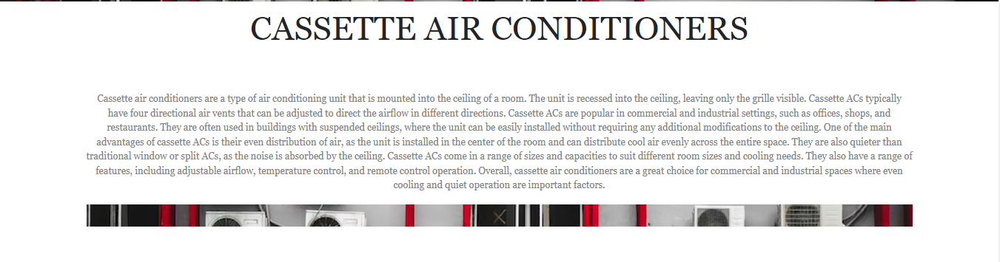 CASSETTE AIR CONDITIONERS
Cassette air conditioners are a type of air conditioning unit that is mounted into the ceiling of a room. The unit is recessed into the ceiling, leaving only the grille visible. Cassette ACs typically
have four directional air vents that can be adjusted to direct the airflow in different directions. Cassette ACs are popular in commercial and industrial settings, such as offices, shops, and
restaurants. They are often used in buildings with suspended ceilings, where the unit can be easily installed without requiring any additional modifications to the ceiling. One of the main
advantages of cassette ACs is their even distribution of air, as the unit is installed in the center of the room and can distribute cool air evenly across the entire space. They are also quieter than
traditional window or split ACs, as the noise is absorbed by the ceiling. Cassette ACs come in a range of sizes and capacities to suit different room sizes and cooling needs. They also have a range of
features, including adjustable airflow, temperature control, and remote control operation. Overall, cassette air conditioners are a great choice for commercial and industrial spaces where even
cooling and quiet operation are important factors.